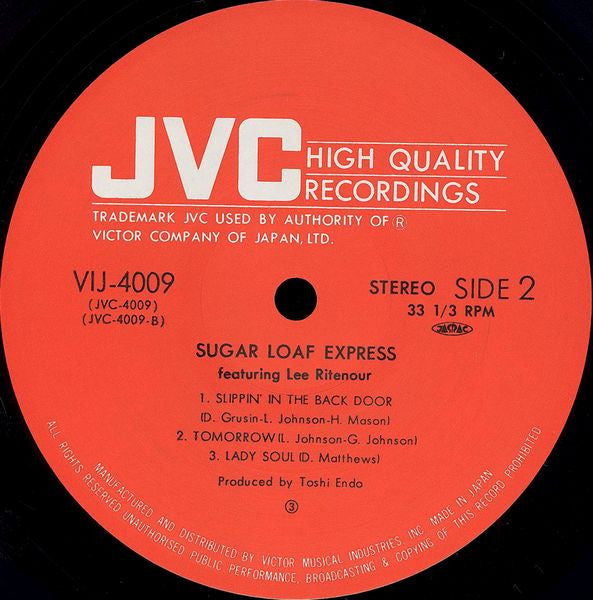 JVC HIGH QUALITY
RECORDINGS
TRADEMARK JVC USED BY AUTHORITY OF Ⓡ
VICTOR COMPANY OF JAPAN, LTD.
VIJ-4009
(JVC-4009)
(JVC-4009-B)
STEREO SIDE 2
33 1/3 RPM
JASRAC
SUGAR LOAF EXPRESS
featuring Lee Ritenour
1. SLIPPIN' IN THE BACK DOOR
(D. Grusin-L. Johnson-H. Mason)
2. TOMORROW(L. Johnson-G. Johnson)
3. LADY SOUL(D. Matthews)
Produced by Toshi Endo
③
MANUFACTURED AND DISTRIBUTED BY VICTOR MUSICAL INDUSTRIES, INC. MADE IN JAPAN
ALL RIGHTS RESERVED UNAUTHORISED PUBLIC PERFORMANCE, BROADCASTING & COPYING OF THIS RECORD PROHIBITED